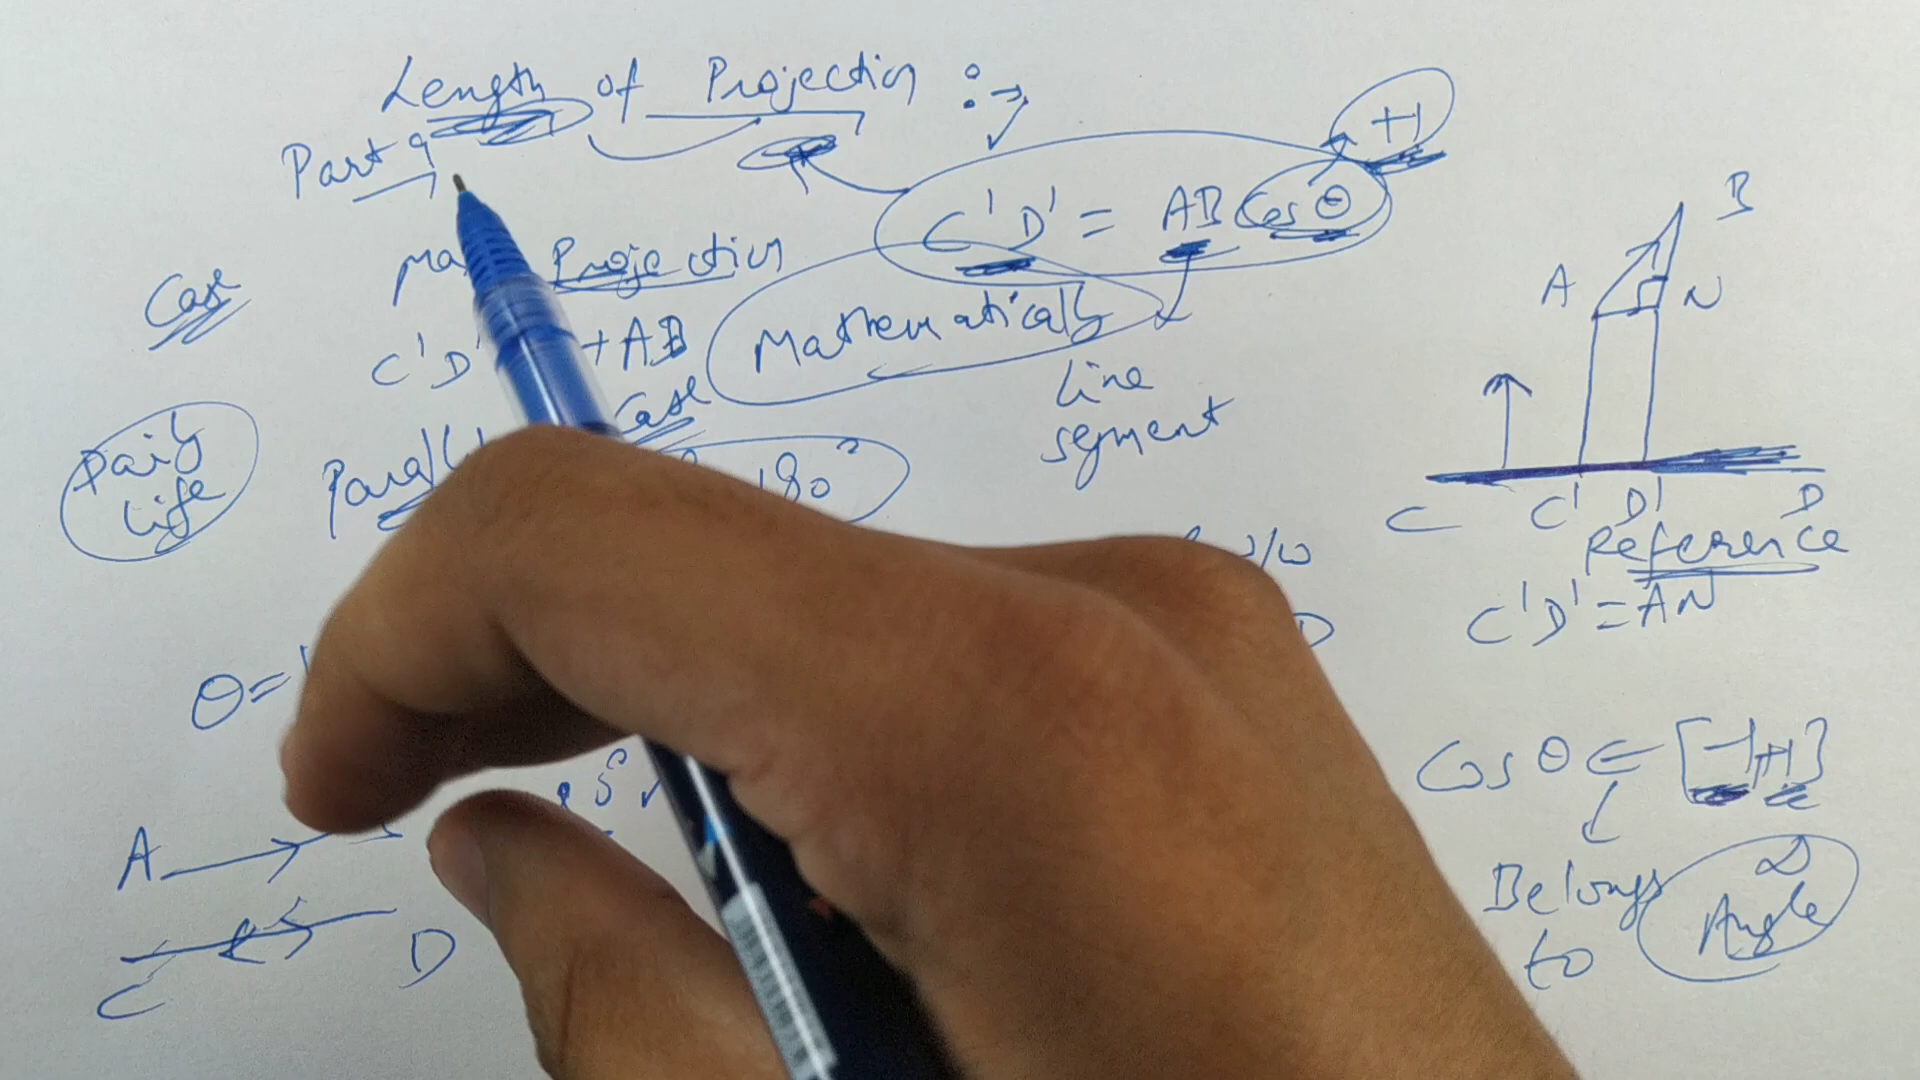 Length of Projection :→
Part 9
+1
C'D' = AB Cos θ
Case
Projection
Mathematically
C'D' +AB
Case
Line
segment
Daily
Life
180°
θ=
A
C
D
B
A
N
C C' D' D
Reference
C'D' = AN
Cos θ ∈ [-1,+1]
Belongs
to
Angle